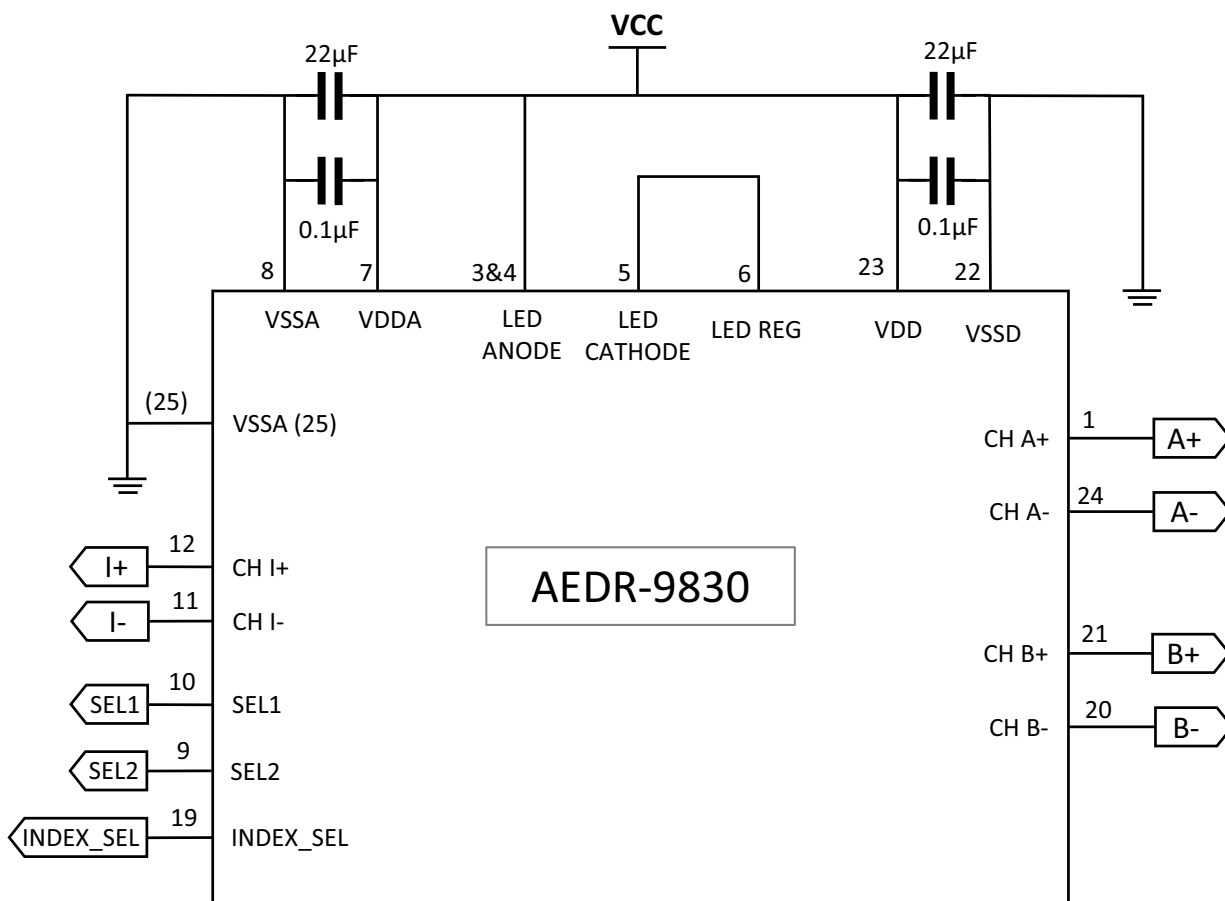 VCC
22µF
22µF
0.1µF
0.1µF
8
7
3&4
5
6
23
22
VSSA
VDDA
LED
ANODE
LED
CATHODE
LED REG
VDD
VSSD
(25)
VSSA (25)
1
CH A+
A+
24
CH A-
A-
12
I+
CH I+
11
I-
CH I-
AEDR-9830
21
CH B+
B+
10
SEL1
SEL1
20
CH B-
B-
9
SEL2
SEL2
19
INDEX_SEL
INDEX_SEL